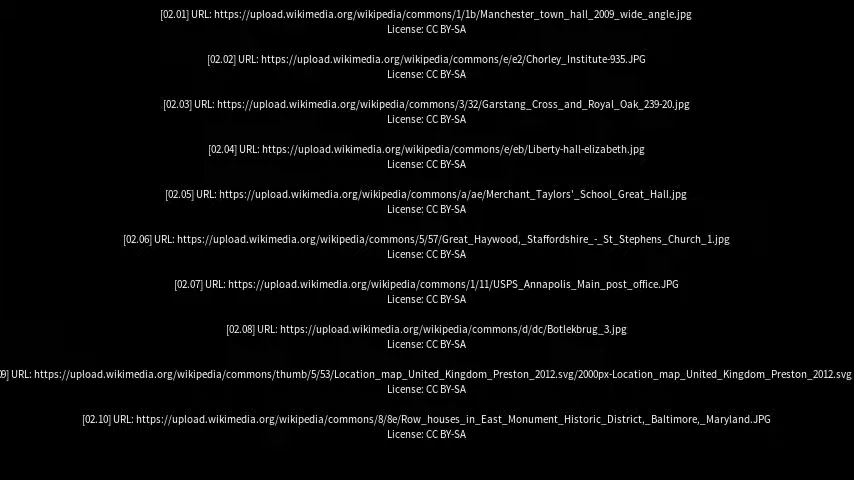 [02.01] URL: https://upload.wikimedia.org/wikipedia/commons/1/1b/Manchester_town_hall_2009_wide_angle.jpg
License: CC BY-SA
[02.02] URL: https://upload.wikimedia.org/wikipedia/commons/e/e2/Chorley_Institute-935.JPG
License: CC BY-SA
[02.03] URL: https://upload.wikimedia.org/wikipedia/commons/3/32/Garstang_Cross_and_Royal_Oak_239-20.jpg
License: CC BY-SA
[02.04] URL: https://upload.wikimedia.org/wikipedia/commons/e/eb/Liberty-hall-elizabeth.jpg
License: CC BY-SA
[02.05] URL: https://upload.wikimedia.org/wikipedia/commons/a/ae/Merchant_Taylors'_School_Great_Hall.jpg
License: CC BY-SA
[02.06] URL: https://upload.wikimedia.org/wikipedia/commons/5/57/Great_Haywood,_Staffordshire_-_St_Stephens_Church_1.jpg
License: CC BY-SA
[02.07] URL: https://upload.wikimedia.org/wikipedia/commons/1/11/USPS_Annapolis_Main_post_office.JPG
License: CC BY-SA
[02.08] URL: https://upload.wikimedia.org/wikipedia/commons/d/dc/Botlekbrug_3.jpg
License: CC BY-SA
9] URL: https://upload.wikimedia.org/wikipedia/commons/thumb/5/53/Location_map_United_Kingdom_Preston_2012.svg/2000px-Location_map_United_Kingdom_Preston_2012.svg
License: CC BY-SA
[02.10] URL: https://upload.wikimedia.org/wikipedia/commons/8/8e/Row_houses_in_East_Monument_Historic_District,_Baltimore,_Maryland.JPG
License: CC BY-SA